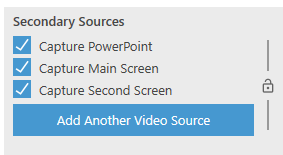 Secondary Sources
Capture PowerPoint
Capture Main Screen
Capture Second Screen
Add Another Video Source